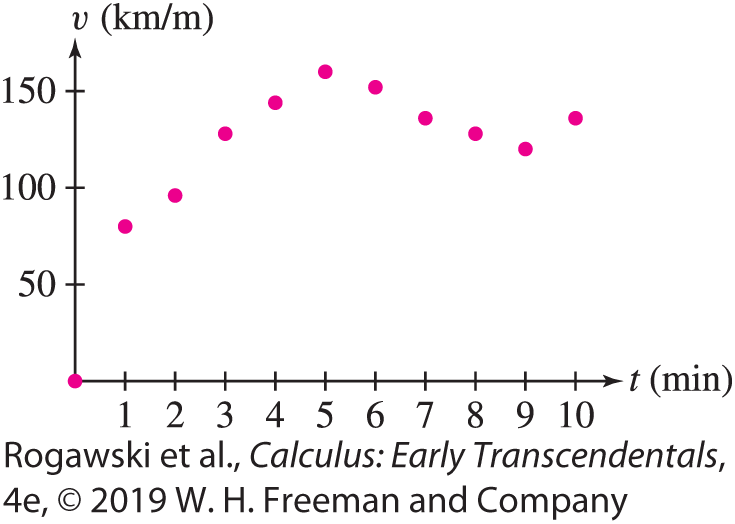 v (km/m)
150
100
50
t (min)
1 2 3 4 5 6 7 8 9 10
Rogawski et al., Calculus: Early Transcendentals,
4e, © 2019 W. H. Freeman and Company